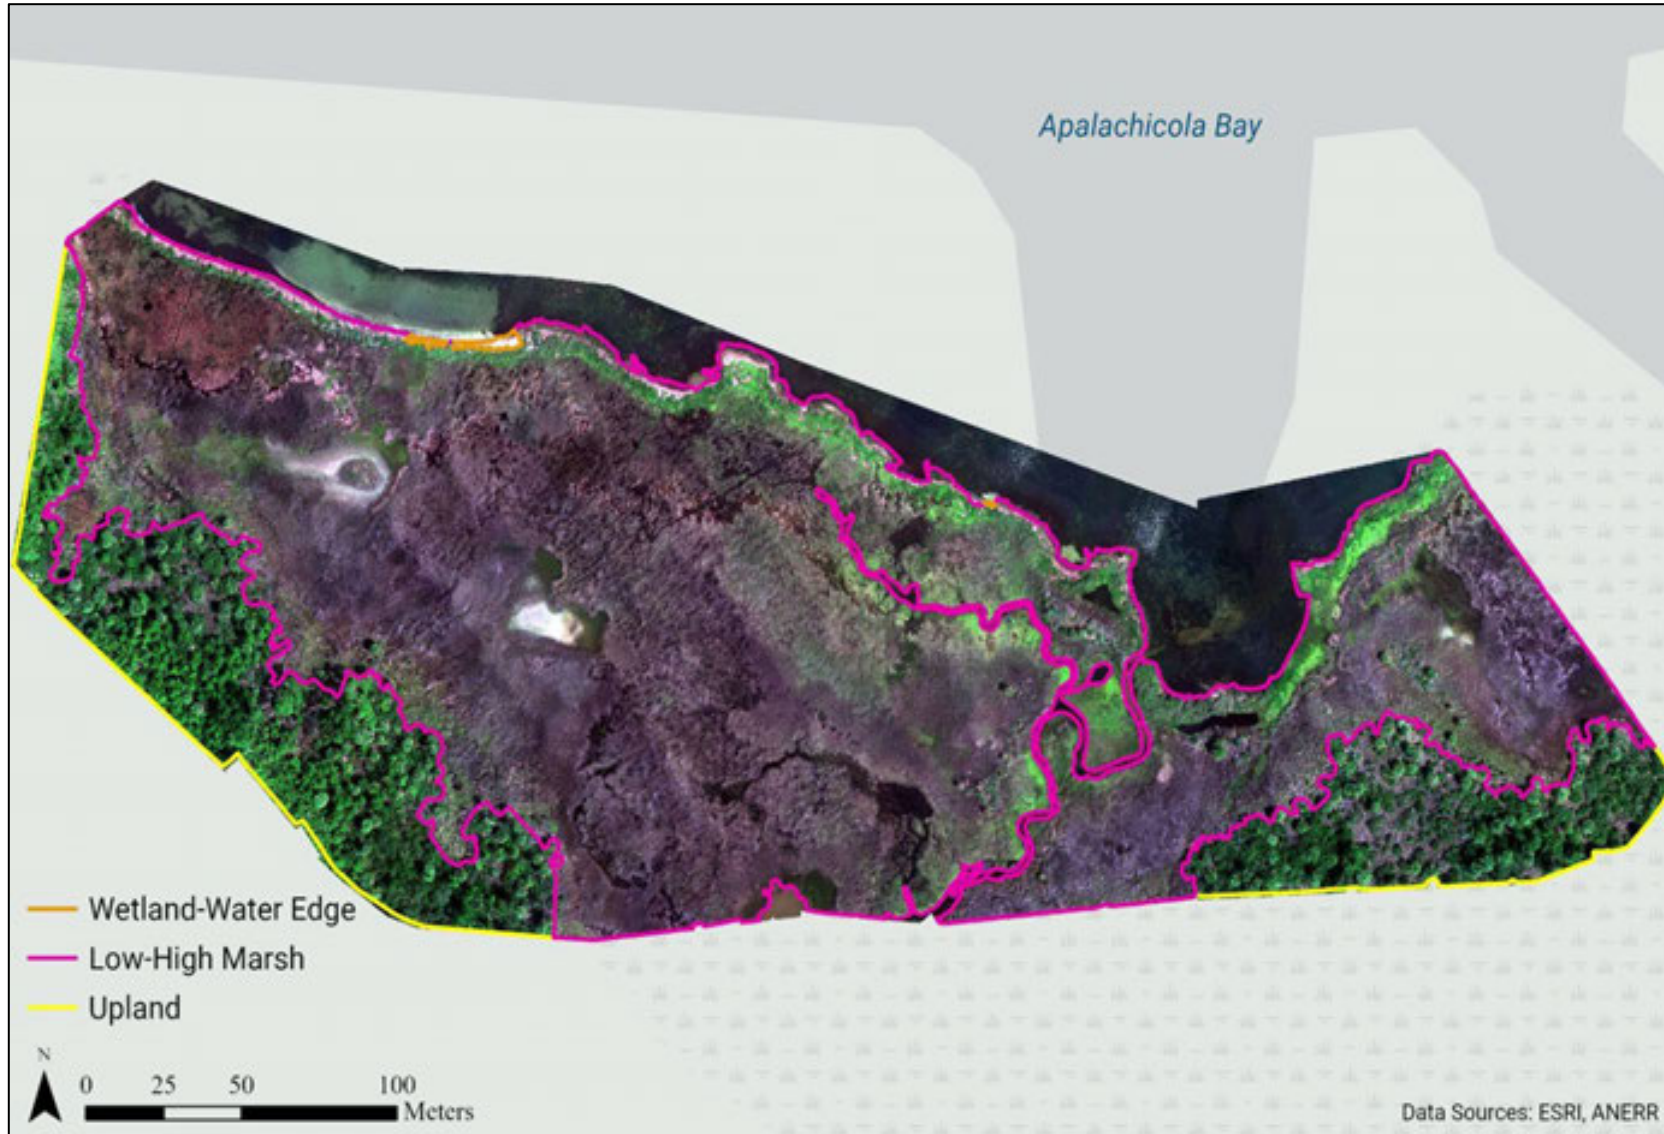 Apalachicola Bay
Wetland-Water Edge
Low-High Marsh
Upland
N
0 25 50 100
Meters
Data Sources: ESRI, ANERR